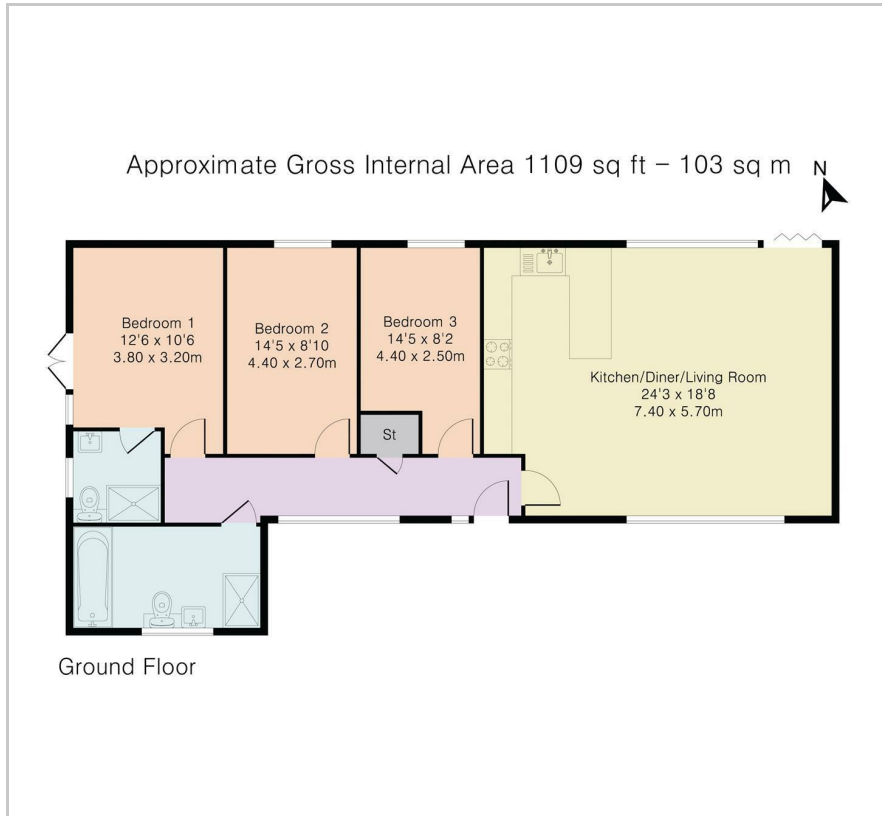 Approximate Gross Internal Area 1109 sq ft – 103 sq m
N
Bedroom 1
12'6 x 10'6
3.80 x 3.20m
Bedroom 2
14'5 x 8'10
4.40 x 2.70m
Bedroom 3
14'5 x 8'2
4.40 x 2.50m
Kitchen/Diner/Living Room
24'3 x 18'8
7.40 x 5.70m
St
Ground Floor